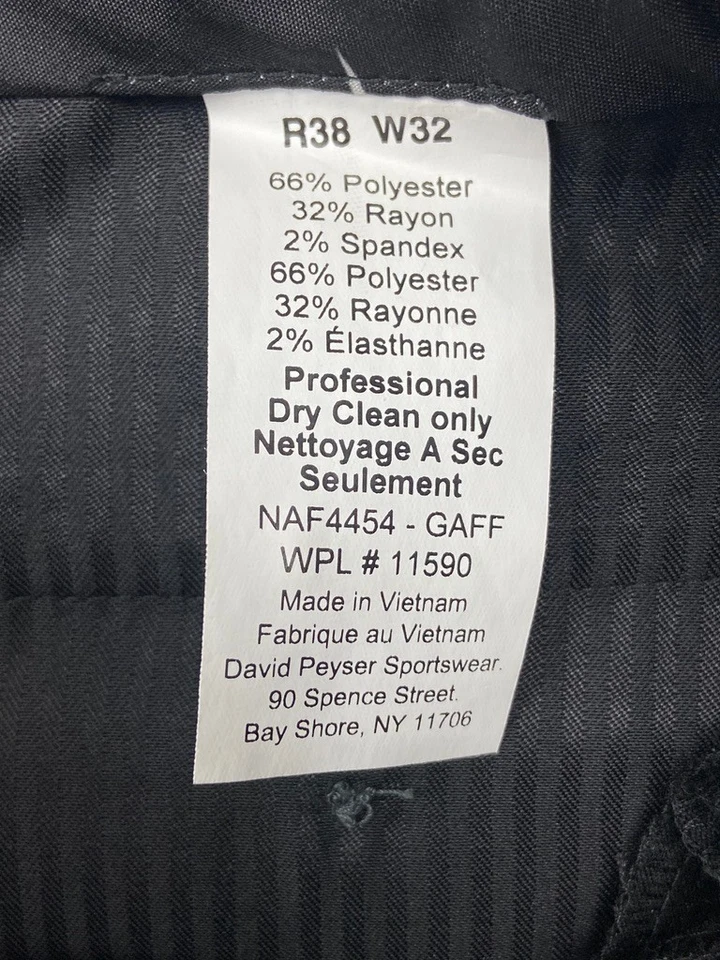 R38 W32
66% Polyester
32% Rayon
2% Spandex
66% Polyester
32% Rayonne
2% Élasthanne
Professional
Dry Clean only
Nettoyage A Sec
Seulement
NAF4454 - GAFF
WPL # 11590
Made in Vietnam
Fabrique au Vietnam
David Peyser Sportswear.
90 Spence Street.
Bay Shore, NY 11706